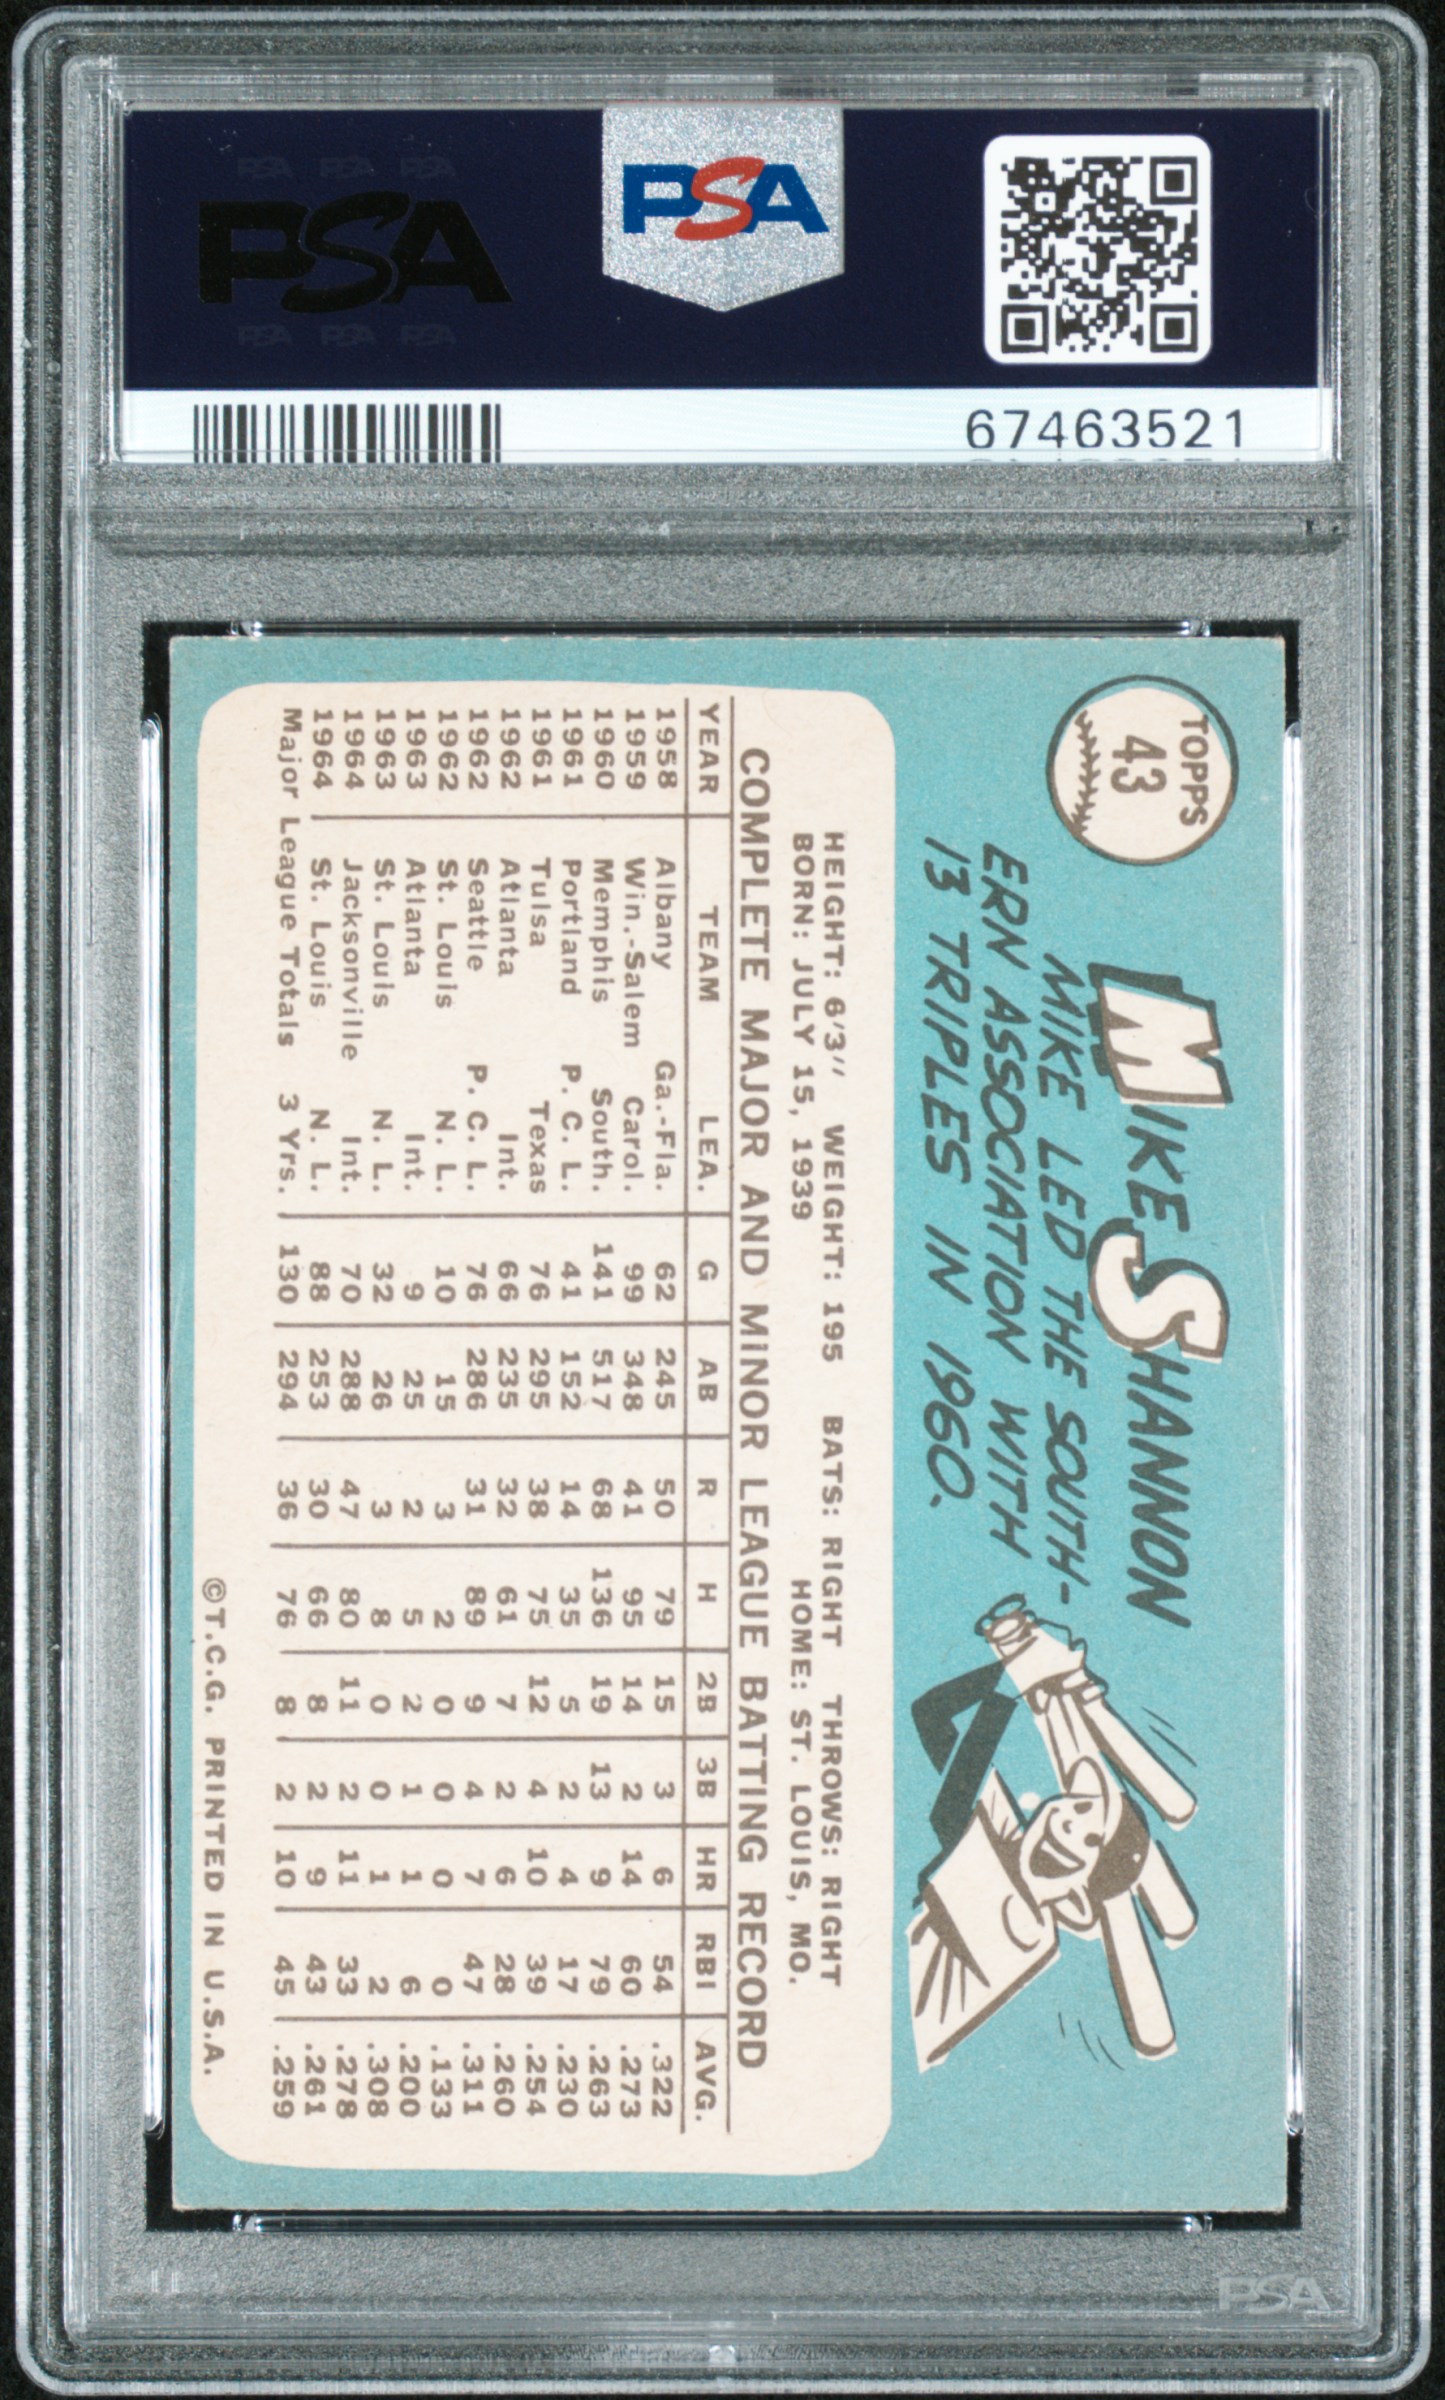 PSA PSA PSA
PSA
PSA PSA PSA
PSA
67463521
TOPPS
43
MIKE SHANNON
MIKE LED THE SOUTH-
ERN ASSOCIATION WITH
13 TRIPLES IN 1960.
HEIGHT: 6'3" WEIGHT: 195 BATS: RIGHT THROWS: RIGHT
BORN: JULY 15, 1939 HOME: ST. LOUIS, MO.
COMPLETE MAJOR AND MINOR LEAGUE BATTING RECORD
YEAR TEAM LEA. G AB R H 2B 3B HR RBI AVG.
1958 Albany Ga.-Fla. 62 245 50 79 15 3 6 54 .322
1959 Win.-Salem Carol. 99 348 41 95 14 2 14 60 .273
1960 Memphis South. 141 517 68 136 19 13 9 79 .263
1961 Portland P. C. L. 41 152 14 35 5 2 4 17 .230
1961 Tulsa Texas 76 295 38 75 12 4 10 39 .254
1962 Atlanta Int. 66 235 32 61 7 2 6 28 .260
1962 Seattle P. C. L. 76 286 31 89 9 4 7 47 .311
1962 St. Louis N. L. 10 15 3 2 0 0 0 0 .133
1963 Atlanta Int. 9 25 2 5 2 1 1 6 .200
1963 St. Louis N. L. 32 26 3 8 0 0 1 2 .308
1964 Jacksonville Int. 70 288 47 80 11 2 11 33 .278
1964 St. Louis N. L. 88 253 30 66 8 2 9 43 .261
Major League Totals 3 Yrs. 130 294 36 76 8 2 10 45 .259
©T.C.G. PRINTED IN U.S.A.
PSA